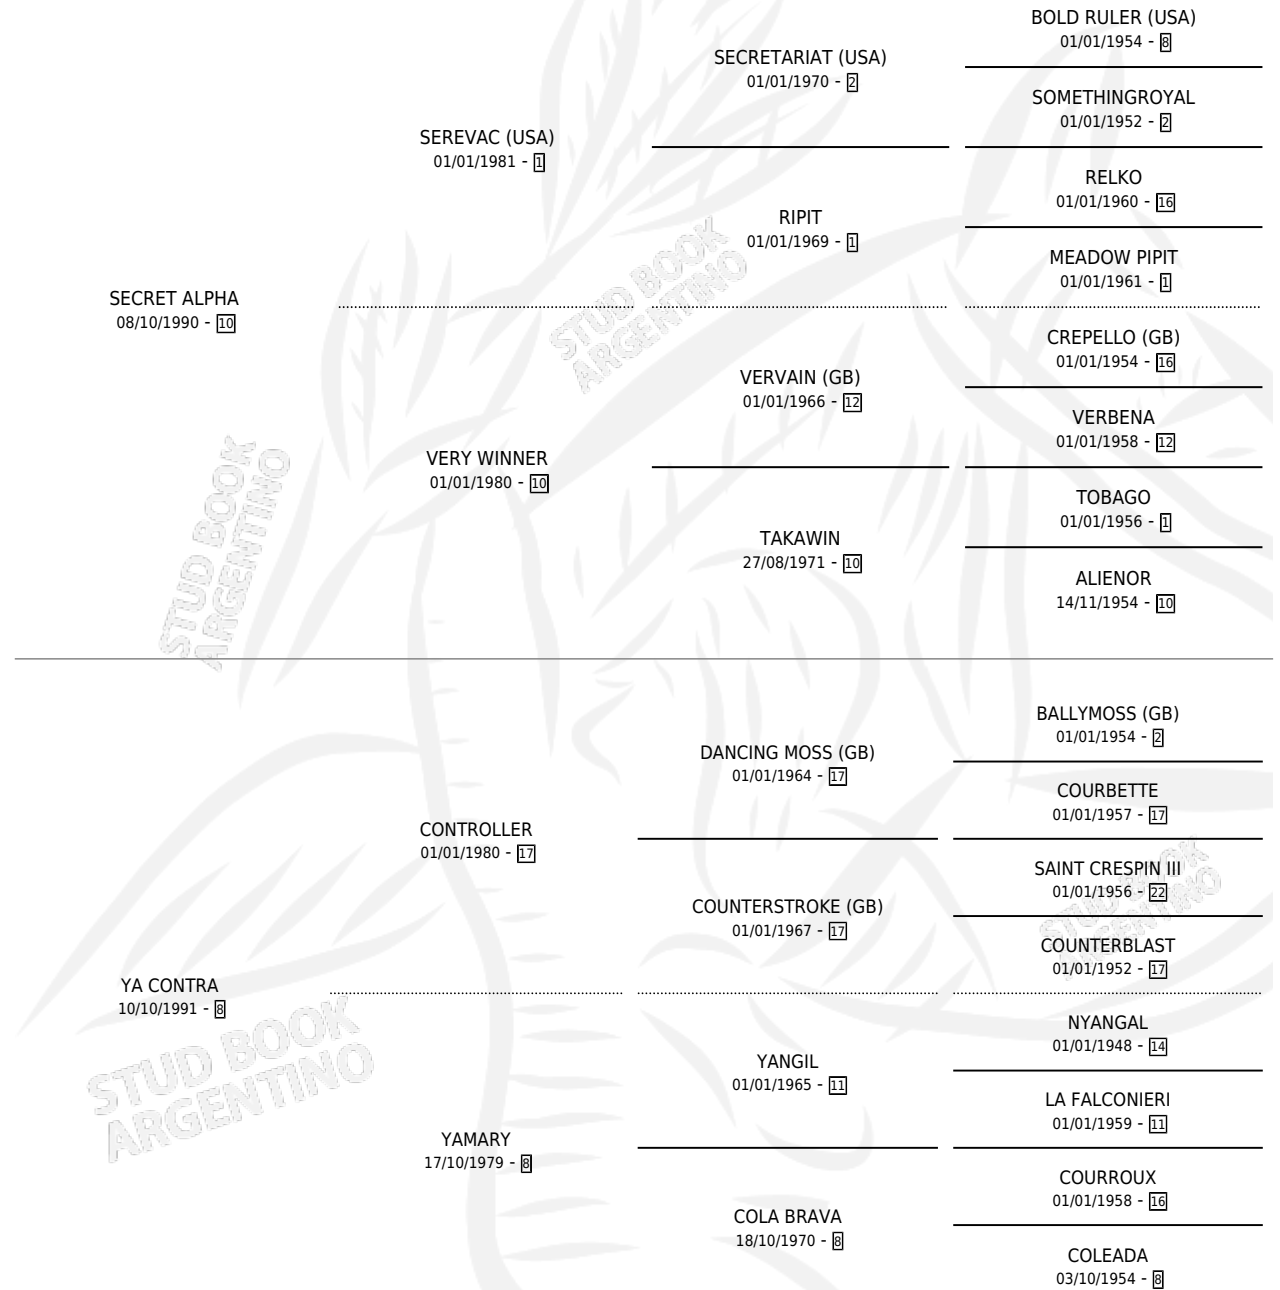 BOLD RULER (USA)
01/01/1954 - 8
SECRETARIAT (USA)
01/01/1970 - 2
SOMETHINGROYAL
01/01/1952 - 2
SEREVAC (USA)
01/01/1981 - 1
RELKO
01/01/1960 - 16
RIPIT
01/01/1969 - 1
MEADOW PIPIT
01/01/1961 - 1
SECRET ALPHA
08/10/1990 - 10
CREPELLO (GB)
01/01/1954 - 16
VERVAIN (GB)
01/01/1966 - 12
VERBENA
01/01/1958 - 12
VERY WINNER
01/01/1980 - 10
TOBAGO
01/01/1956 - 1
TAKAWIN
27/08/1971 - 10
ALIENOR
14/11/1954 - 10
BALLYMOSS (GB)
01/01/1954 - 2
DANCING MOSS (GB)
01/01/1964 - 17
COURBETTE
01/01/1957 - 17
CONTROLLER
01/01/1980 - 17
SAINT CRESPIN III
01/01/1956 - 22
COUNTERSTROKE (GB)
01/01/1967 - 17
COUNTERBLAST
01/01/1952 - 17
YA CONTRA
10/10/1991 - 8
NYANGAL
01/01/1948 - 14
YANGIL
01/01/1965 - 11
LA FALCONIERI
01/01/1959 - 11
YAMARY
17/10/1979 - 8
COURROUX
01/01/1958 - 16
COLA BRAVA
18/10/1970 - 8
COLEADA
03/10/1954 - 8
STUD BOOK
ARGENTINO
STUD BOOK
ARGENTINO
STUD BOOK
ARGENTINO
STUD BOOK
ARGENTINO